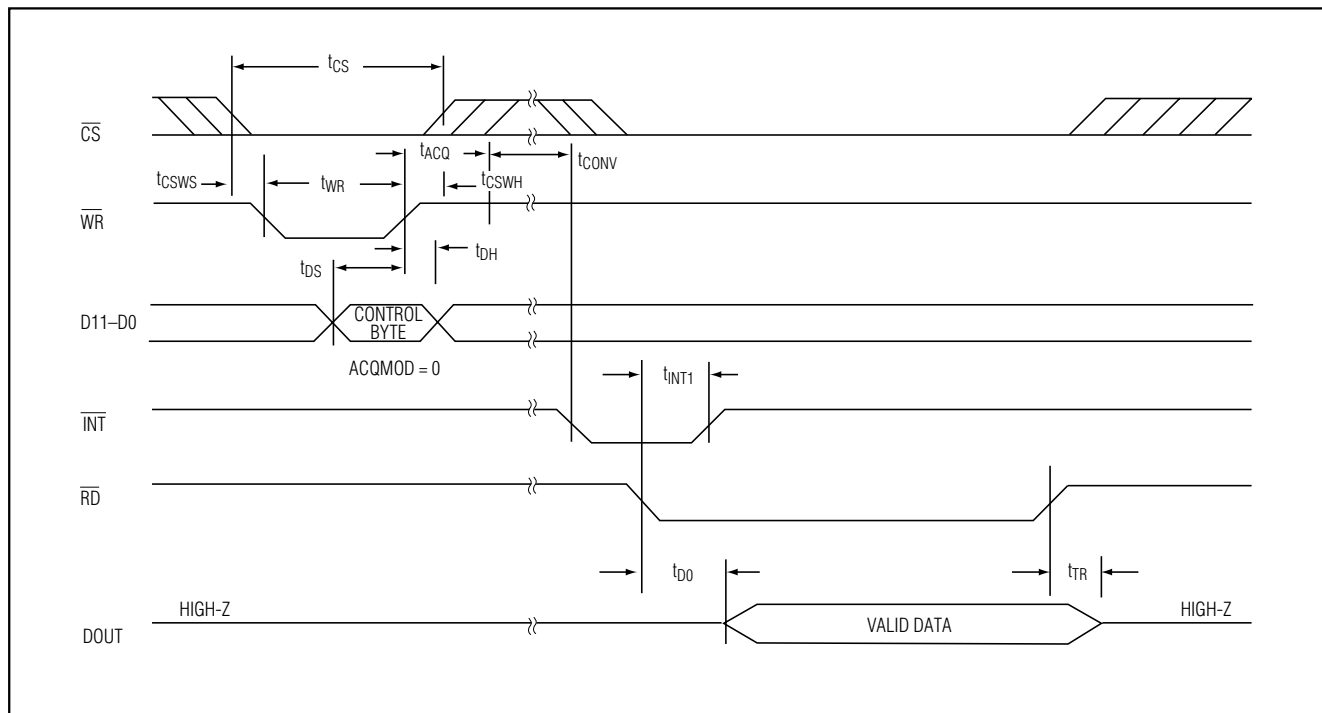 tCS
CS
tACQ
tCONV
tCSWS
tWR
tCSWH
WR
tDH
tDS
D11–D0
CONTROL
BYTE
ACQMOD = 0
tINT1
INT
RD
tD0
tTR
HIGH-Z
HIGH-Z
DOUT
VALID DATA